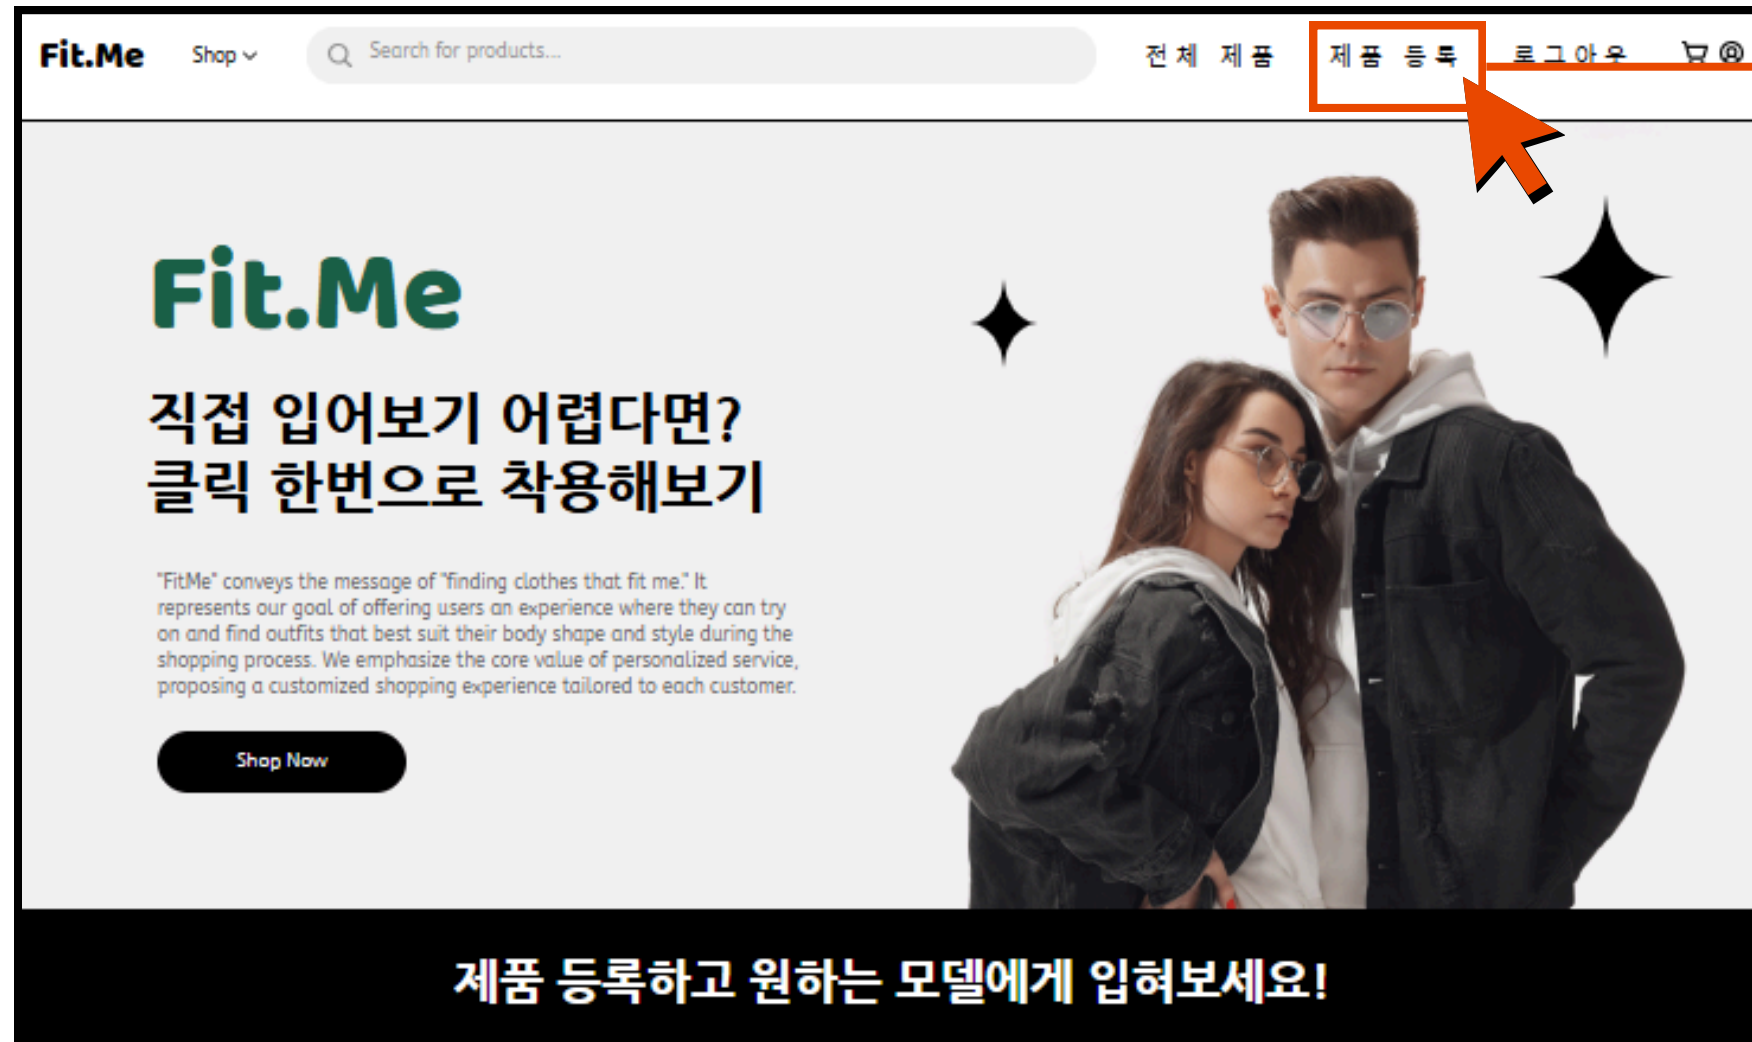 Fit.Me
Shop
Search for products...
전체 제품
제품 등록
로그아웃
Fit.Me
직접 입어보기 어렵다면?
클릭 한번으로 착용해보기
"FitMe" conveys the message of "finding clothes that fit me." It
represents our goal of offering users an experience where they can try
on and find outfits that best suit their body shape and style during the
shopping process. We emphasize the core value of personalized service,
proposing a customized shopping experience tailored to each customer.
Shop Now
제품 등록하고 원하는 모델에게 입혀보세요!